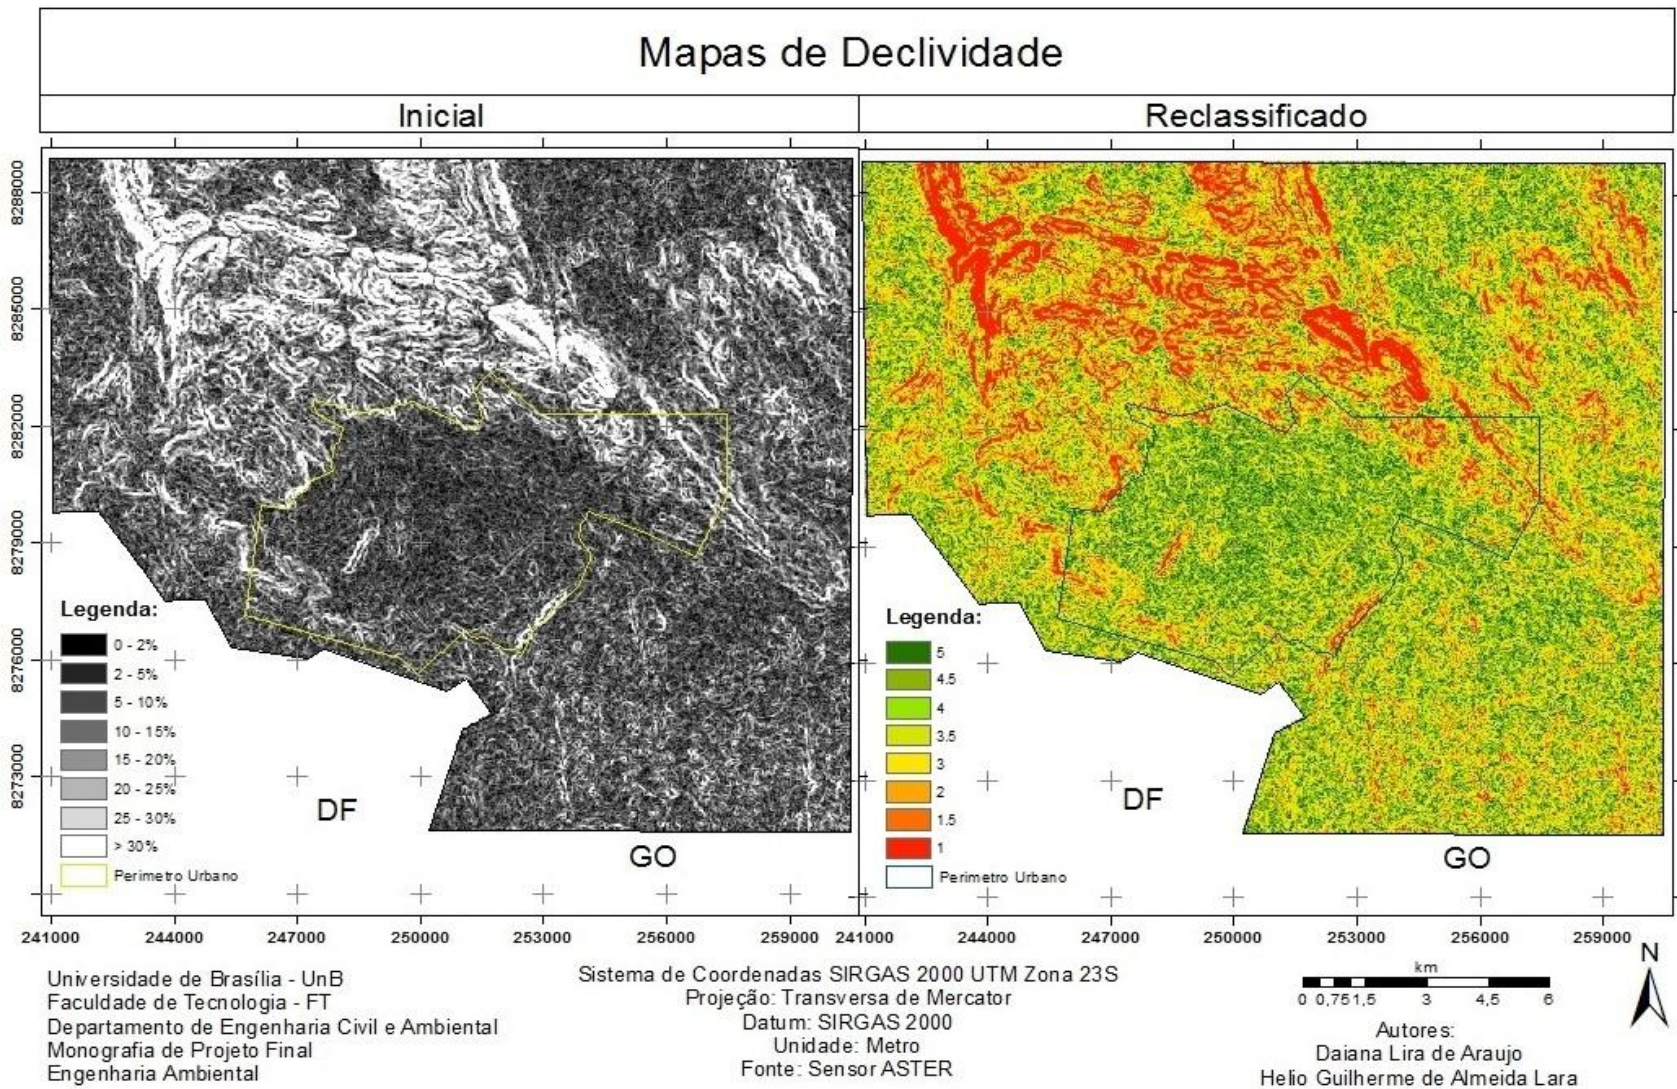 Mapas de Declividade
Inicial
Reclassificado
8288000
8285000
8282000
8279000
8276000
8273000
Legenda:
0 - 2%
2 - 5%
5 - 10%
10 - 15%
15 - 20%
20 - 25%
25 - 30%
> 30%
Perimetro Urbano
DF
GO
Legenda:
5
4.5
4
3.5
3
2
1.5
1
Perimetro Urbano
DF
GO
241000 244000 247000 250000 253000 256000 259000
241000 244000 247000 250000 253000 256000 259000
Universidade de Brasília - UnB
Faculdade de Tecnologia - FT
Departamento de Engenharia Civil e Ambiental
Monografia de Projeto Final
Engenharia Ambiental
Sistema de Coordenadas SIRGAS 2000 UTM Zona 23S
Projeção: Transversa de Mercator
Datum: SIRGAS 2000
Unidade: Metro
Fonte: Sensor ASTER
km
0 0,75 1,5 3 4,5 6
N
Autores:
Daiana Lira de Araujo
Helio Guilherme de Almeida Lara